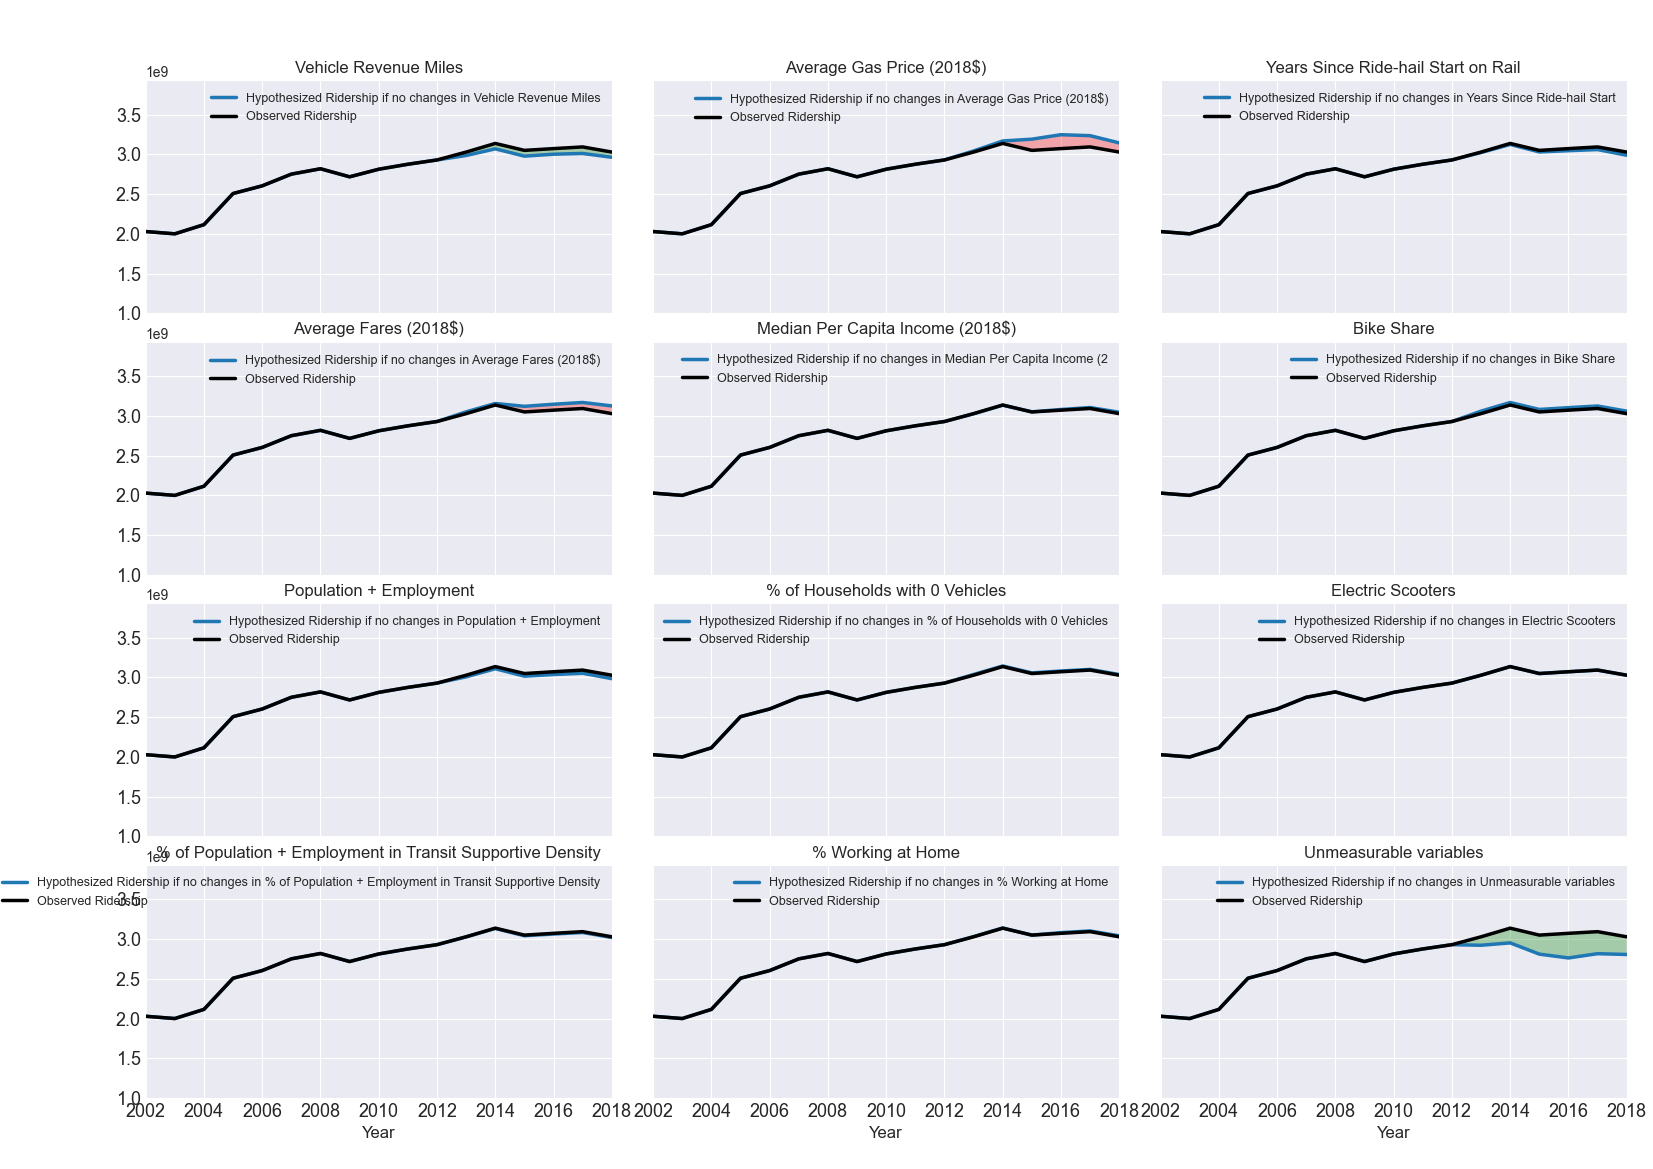 Vehicle Revenue Miles
1e9
Hypothesized Ridership if no changes in Vehicle Revenue Miles
Observed Ridership
3.5
3.0
2.5
2.0
1.5
1.0
Average Gas Price (2018$)
Hypothesized Ridership if no changes in Average Gas Price (2018$)
Observed Ridership
Years Since Ride-hail Start on Rail
Hypothesized Ridership if no changes in Years Since Ride-hail Start
Observed Ridership
Average Fares (2018$)
1e9
Hypothesized Ridership if no changes in Average Fares (2018$)
Observed Ridership
3.5
3.0
2.5
2.0
1.5
1.0
Median Per Capita Income (2018$)
Hypothesized Ridership if no changes in Median Per Capita Income (2
Observed Ridership
Bike Share
Hypothesized Ridership if no changes in Bike Share
Observed Ridership
Population + Employment
1e9
Hypothesized Ridership if no changes in Population + Employment
Observed Ridership
3.5
3.0
2.5
2.0
1.5
1.0
% of Households with 0 Vehicles
Hypothesized Ridership if no changes in % of Households with 0 Vehicles
Observed Ridership
Electric Scooters
Hypothesized Ridership if no changes in Electric Scooters
Observed Ridership
% of Population + Employment in Transit Supportive Density
1e9
Hypothesized Ridership if no changes in % of Population + Employment in Transit Supportive Density
Observed Ridership
3.5
3.0
2.5
2.0
1.5
1.0
2002 2004 2006 2008 2010 2012 2014 2016 2018
Year
% Working at Home
Hypothesized Ridership if no changes in % Working at Home
Observed Ridership
2002 2004 2006 2008 2010 2012 2014 2016 2018
Year
Unmeasurable variables
Hypothesized Ridership if no changes in Unmeasurable variables
Observed Ridership
2002 2004 2006 2008 2010 2012 2014 2016 2018
Year